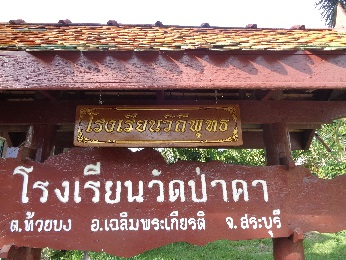 โรงเรียนวิถีพุทธ
โรงเรียนวัดป่าคา
ต.ห้วยบง อ.เฉลิมพระเกียรติ จ.สระบุรี